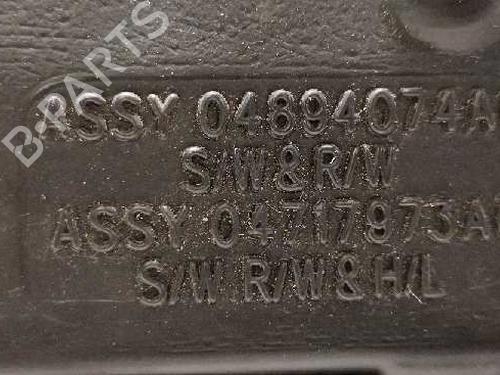 B-PARTS
ASSY 04894074A
S/W & R/W
ASSY 04717973A
S/W R/W & H/L